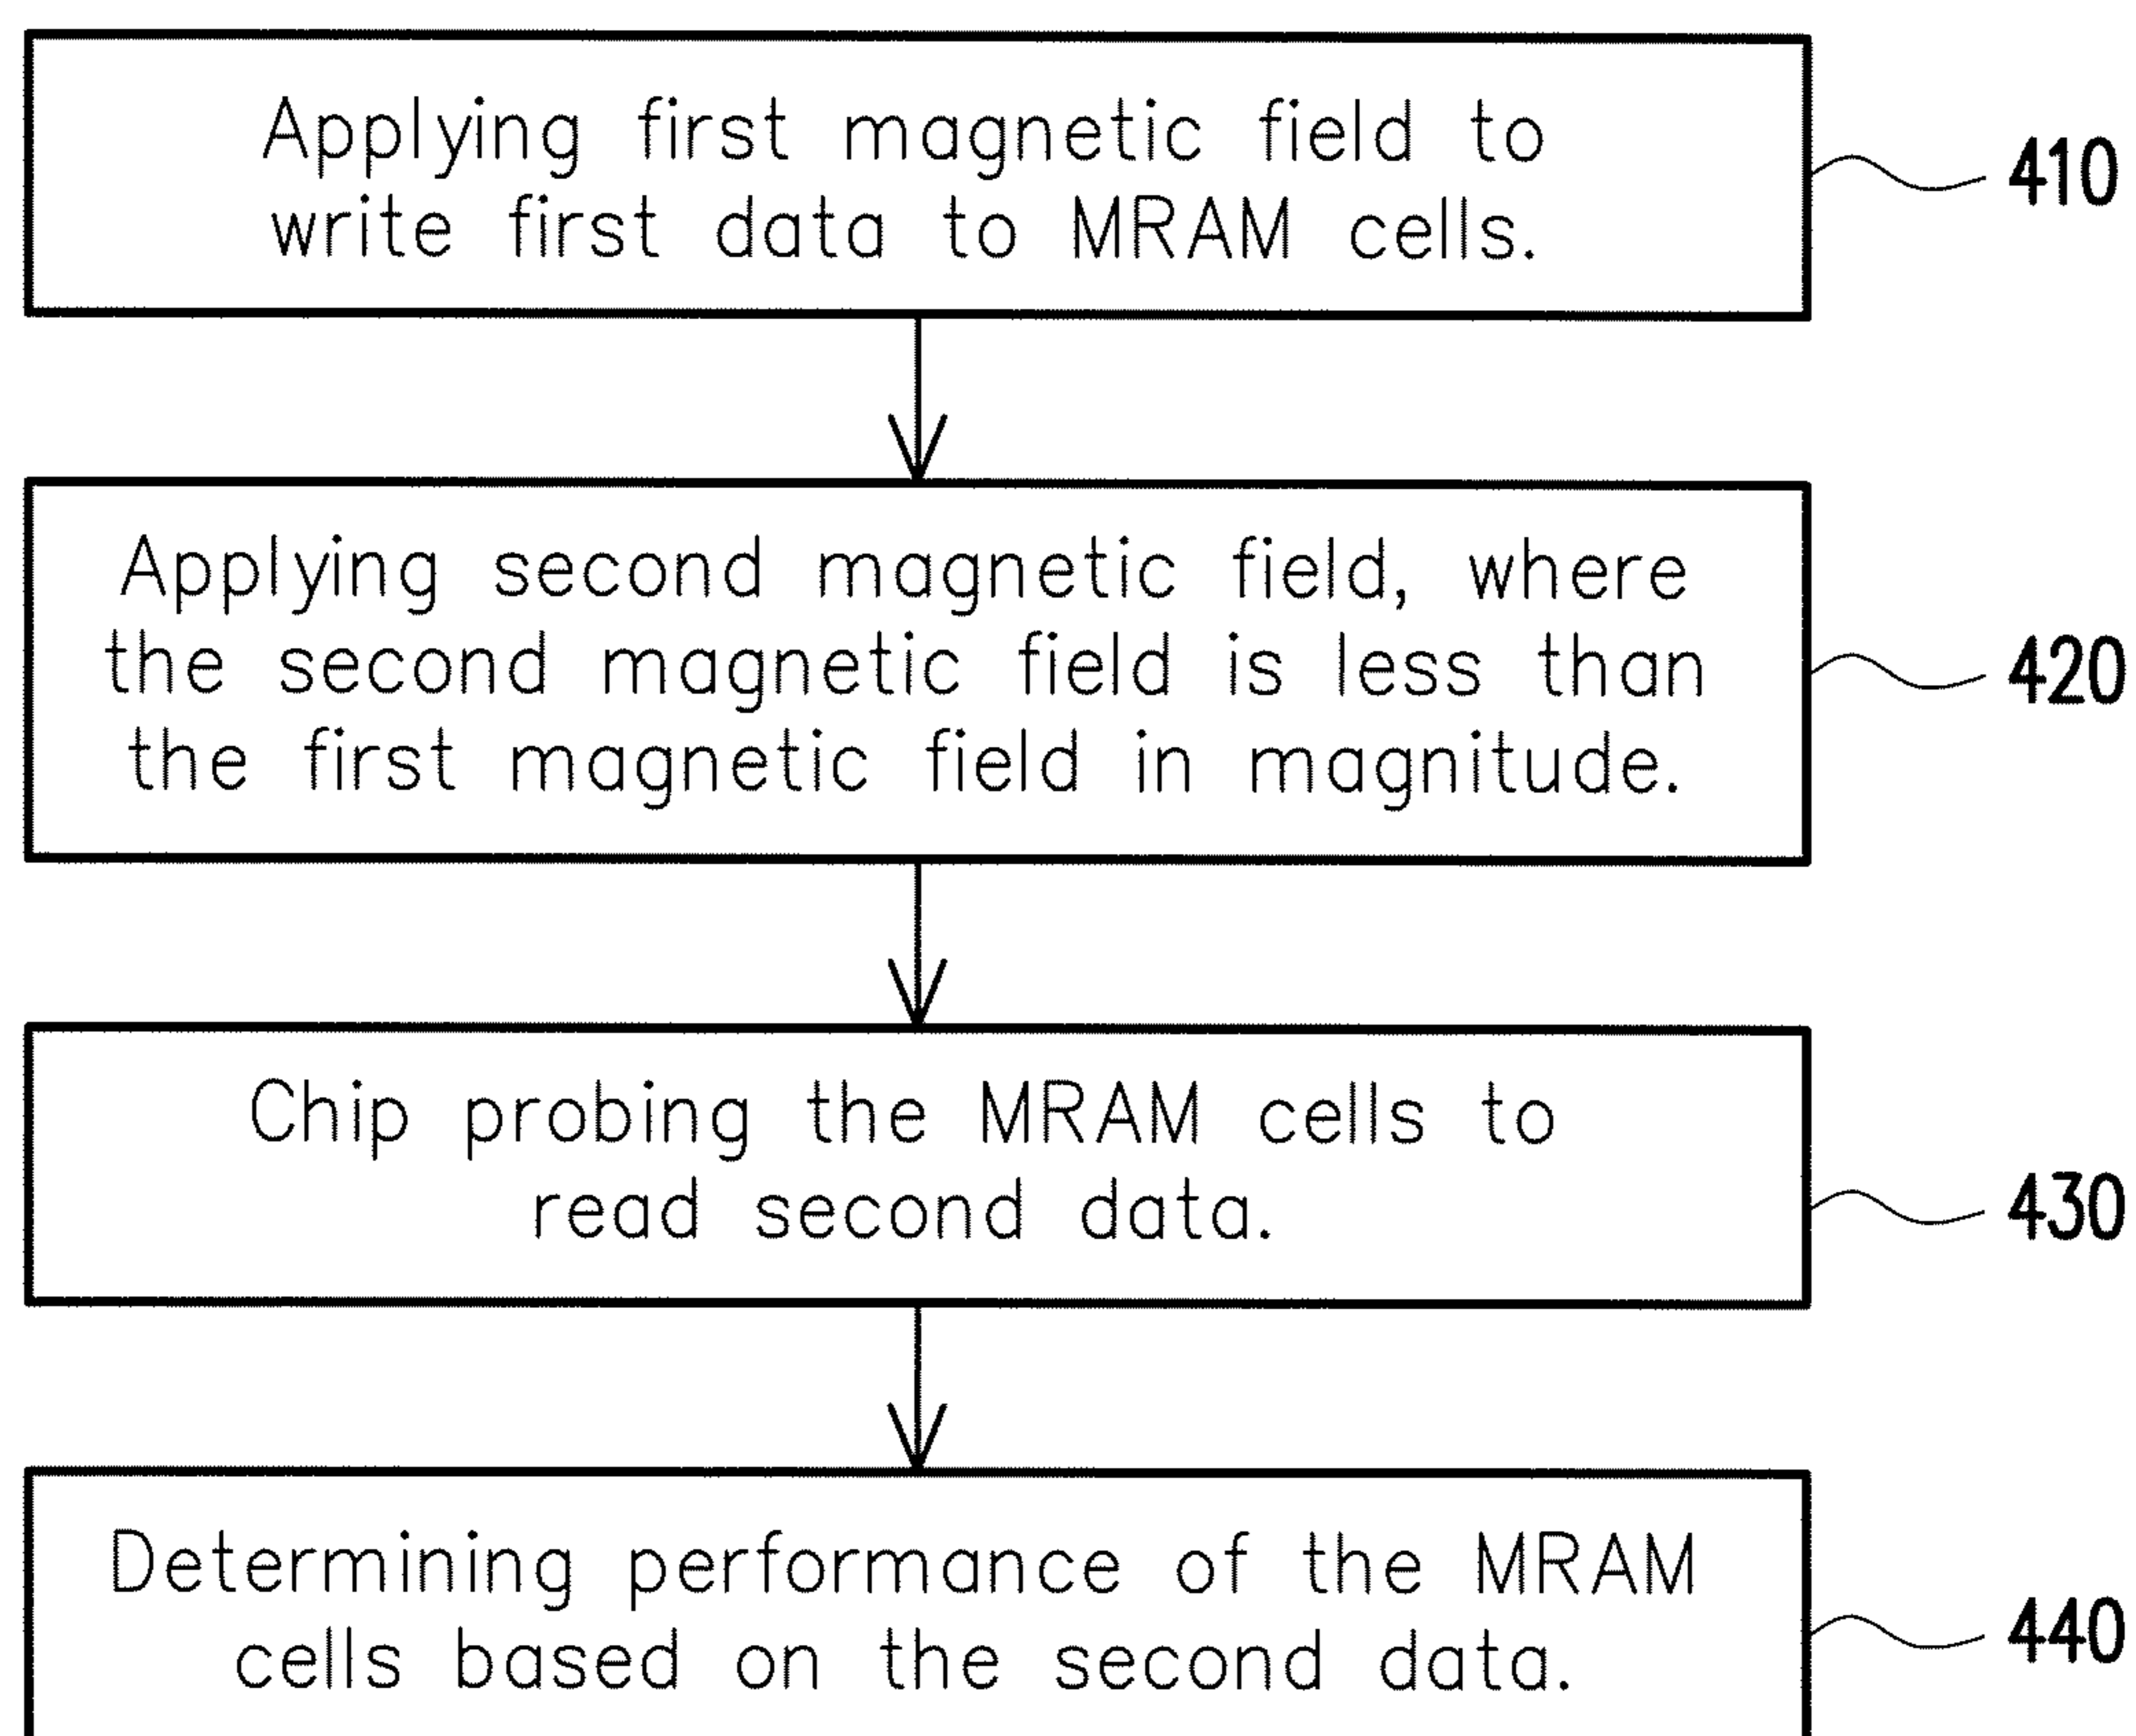 Applying first magnetic field to
write first data to MRAM cells.
410
Applying second magnetic field, where
the second magnetic field is less than
the first magnetic field in magnitude.
420
Chip probing the MRAM cells to
read second data.
430
Determining performance of the MRAM
cells based on the second data.
440